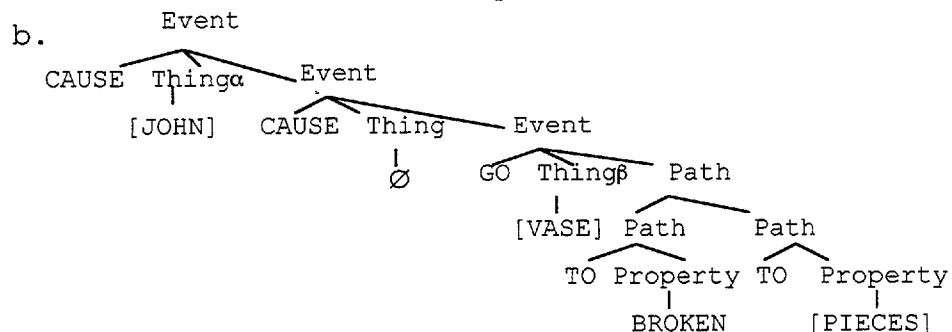 Event
b.
CAUSE Thingα Event
[JOHN] CAUSE Thing Event
∅ GO Thingβ Path
[VASE] Path Path
TO Property TO Property
BROKEN [PIECES]